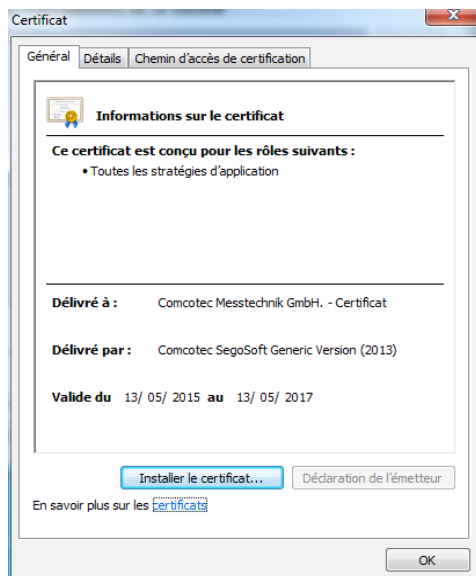 Certificat
Général Détails Chemin d'accès de certification
Informations sur le certificat
Ce certificat est conçu pour les rôles suivants :
• Toutes les stratégies d'application
Délivré à : Comcotec Messtechnik GmbH. - Certificat
Délivré par : Comcotec SegoSoft Generic Version (2013)
Valide du 13/ 05/ 2015 au 13/ 05/ 2017
Installer le certificat... Déclaration de l'émetteur
En savoir plus sur les certificats
OK